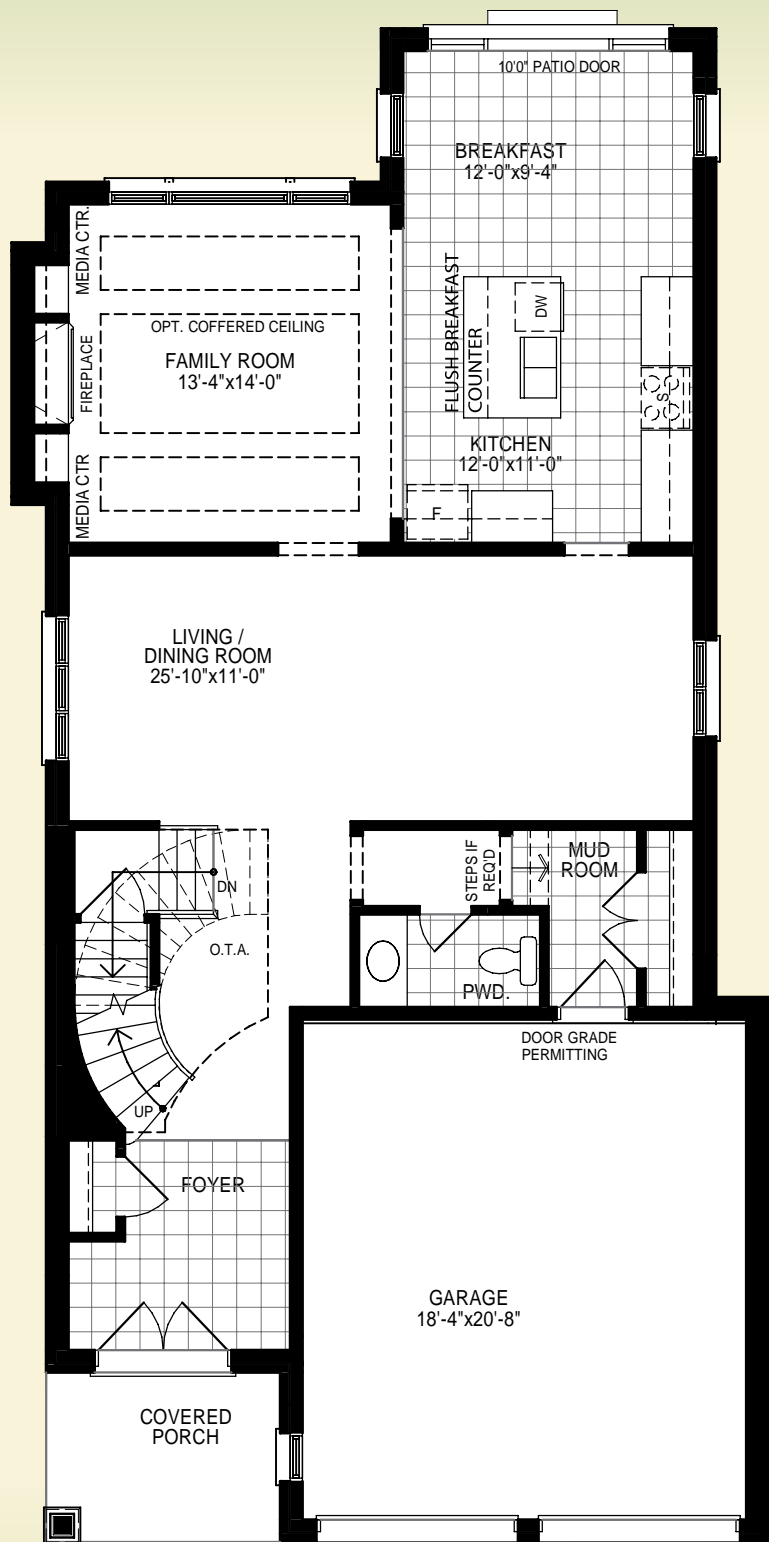 10'0" PATIO DOOR
BREAKFAST
12'-0"x9'-4"
MEDIA CTR.
OPT. COFFERED CEILING
FAMILY ROOM
13'-4"x14'-0"
FIREPLACE
MEDIA CTR
FLUSH BREAKFAST
COUNTER
DW
S
KITCHEN
12'-0"x11'-0"
F
LIVING /
DINING ROOM
25'-10"x11'-0"
DN
O.T.A.
UP
STEPS IF
REQ'D
MUD
ROOM
PWD.
DOOR GRADE
PERMITTING
FOYER
GARAGE
18'-4"x20'-8"
COVERED
PORCH